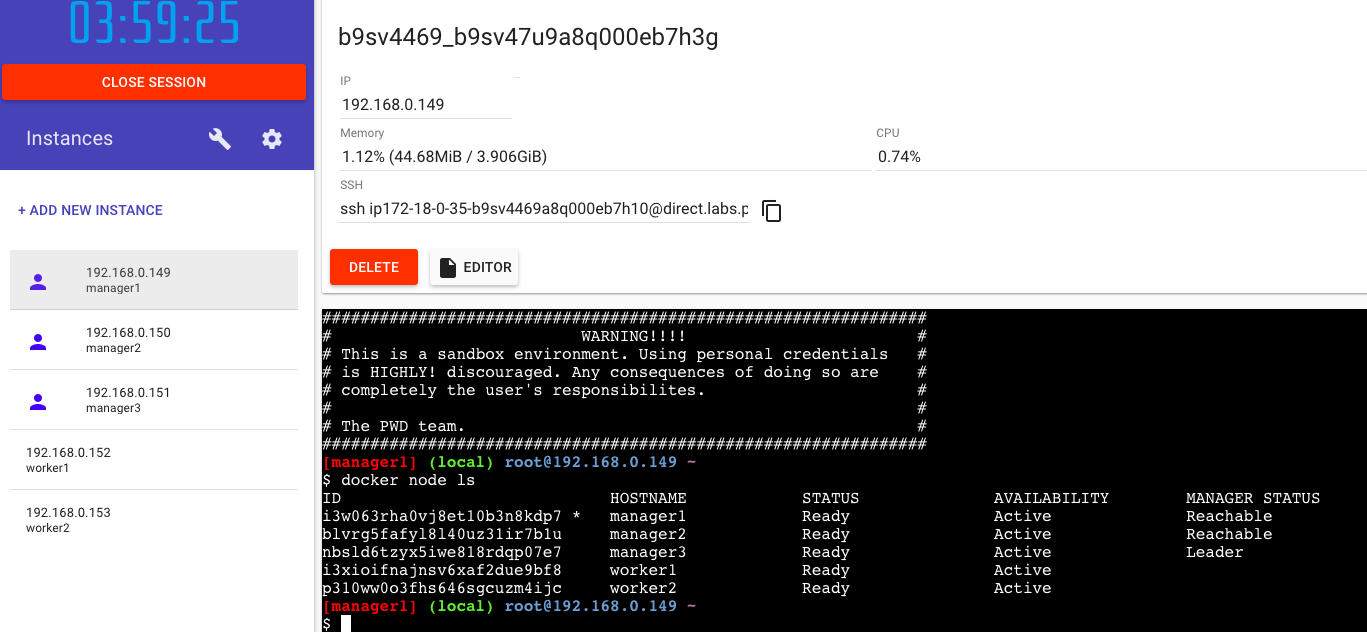 03:59:25
CLOSE SESSION
Instances
+ ADD NEW INSTANCE
192.168.0.149
manager1
192.168.0.150
manager2
192.168.0.151
manager3
192.168.0.152
worker1
192.168.0.153
worker2
b9sv4469_b9sv47u9a8q000eb7h3g
IP
192.168.0.149
Memory
CPU
1.12% (44.68MiB / 3.906GiB)
0.74%
SSH
ssh ip172-18-0-35-b9sv4469a8q000eb7h10@direct.labs.p
DELETE
EDITOR
###############################################################
#                          WARNING!!!!                        #
# This is a sandbox environment. Using personal credentials   #
# is HIGHLY! discouraged. Any consequences of doing so are    #
# completely the user's responsibilites.                      #
#                                                             #
# The PWD team.                                               #
###############################################################
[manager1] (local) root@192.168.0.149 ~
$ docker node ls
ID                            HOSTNAME            STATUS              AVAILABILITY        MANAGER STATUS
i3w063rha0vj8et10b3n8kdp7 *   manager1            Ready               Active              Reachable
blvrg5fafyl8l40uz31ir7blu     manager2            Ready               Active              Reachable
nbsld6tzyx5iwe818rdqp07e7     manager3            Ready               Active              Leader
i3xioifnajnsv6xaf2due9bf8     worker1             Ready               Active
p310ww0o3fhs646sgcuzm4ijc     worker2             Ready               Active
[manager1] (local) root@192.168.0.149 ~
$